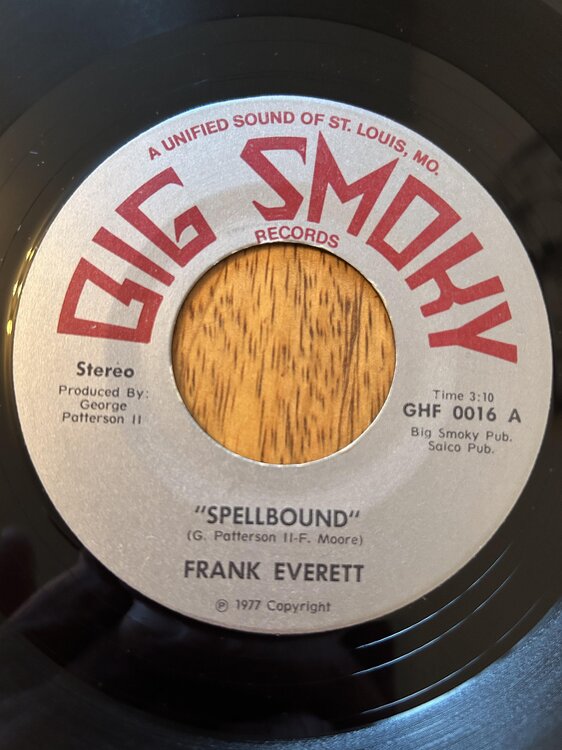 A UNIFIED SOUND OF ST. LOUIS, MO.
BIG SMOKY
RECORDS
Stereo
Produced By:
George
Patterson II
Time 3:10
GHF 0016 A
Big Smoky Pub.
Saico Pub.
"SPELLBOUND"
(G. Patterson II-F. Moore)
FRANK EVERETT
℗ 1977 Copyright